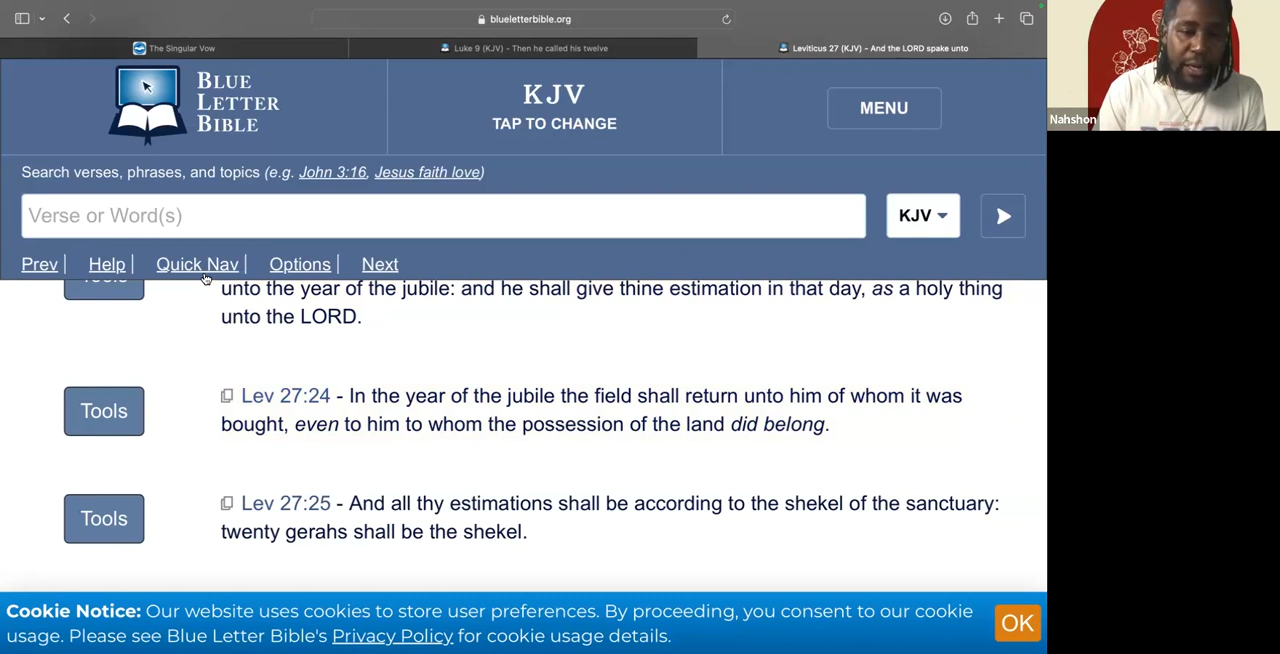 blueletterbible.org
The Singular Vow
Luke 9 (KJV) - Then he called his twelve
Leviticus 27 (KJV) - And the LORD spake unto
BLUE
LETTER
BIBLE
KJV
TAP TO CHANGE
MENU
Nahshon
Search verses, phrases, and topics (e.g. John 3:16, Jesus faith love)
Verse or Word(s)
KJV
Prev | Help | Quick Nav | Options | Next
Tools
unto the year of the jubile: and he shall give thine estimation in that day, as a holy thing
unto the LORD.
Tools
Lev 27:24 - In the year of the jubile the field shall return unto him of whom it was
bought, even to him to whom the possession of the land did belong.
Tools
Lev 27:25 - And all thy estimations shall be according to the shekel of the sanctuary:
twenty gerahs shall be the shekel.
Cookie Notice: Our website uses cookies to store user preferences. By proceeding, you consent to our cookie
usage. Please see Blue Letter Bible's Privacy Policy for cookie usage details.
OK